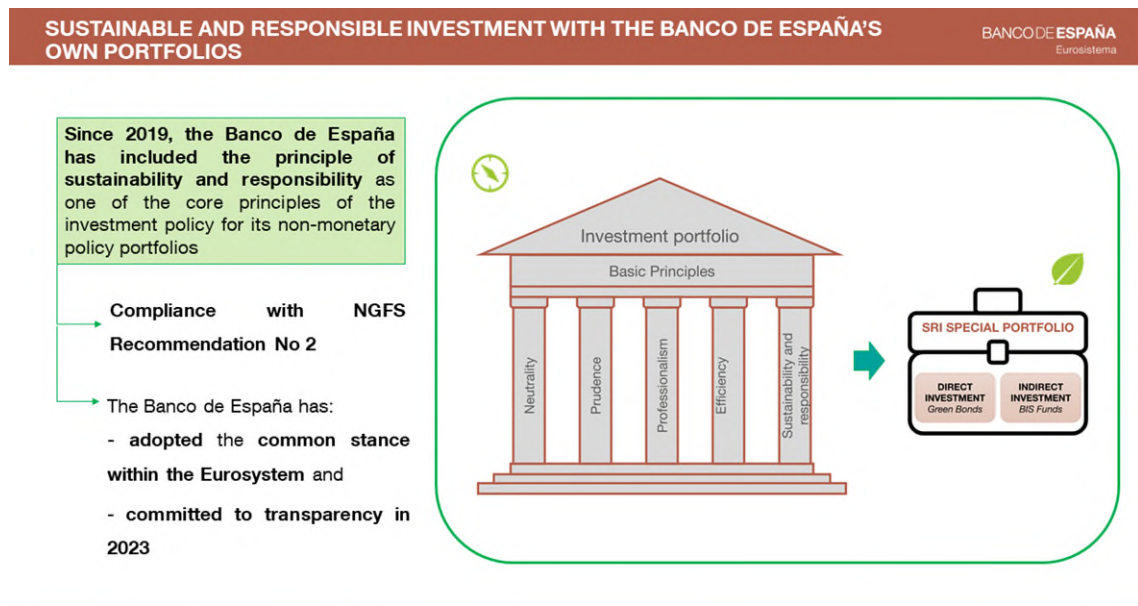 SUSTAINABLE AND RESPONSIBLE INVESTMENT WITH THE BANCO DE ESPAÑA'S
OWN PORTFOLIOS
BANCODEESPAÑA
Eurosistema
Since 2019, the Banco de España
has included the principle of
sustainability and responsibility as
one of the core principles of the
investment policy for its non-monetary
policy portfolios
Compliance with NGFS
Recommendation No 2
The Banco de España has:
- adopted the common stance
within the Eurosystem and
- committed to transparency in
2023
Investment portfolio
Basic Principles
Neutrality
Prudence
Professionalism
Efficiency
Sustainability and
responsibility
SRI SPECIAL PORTFOLIO
DIRECT
INVESTMENT
Green Bonds
INDIRECT
INVESTMENT
BIS Funds